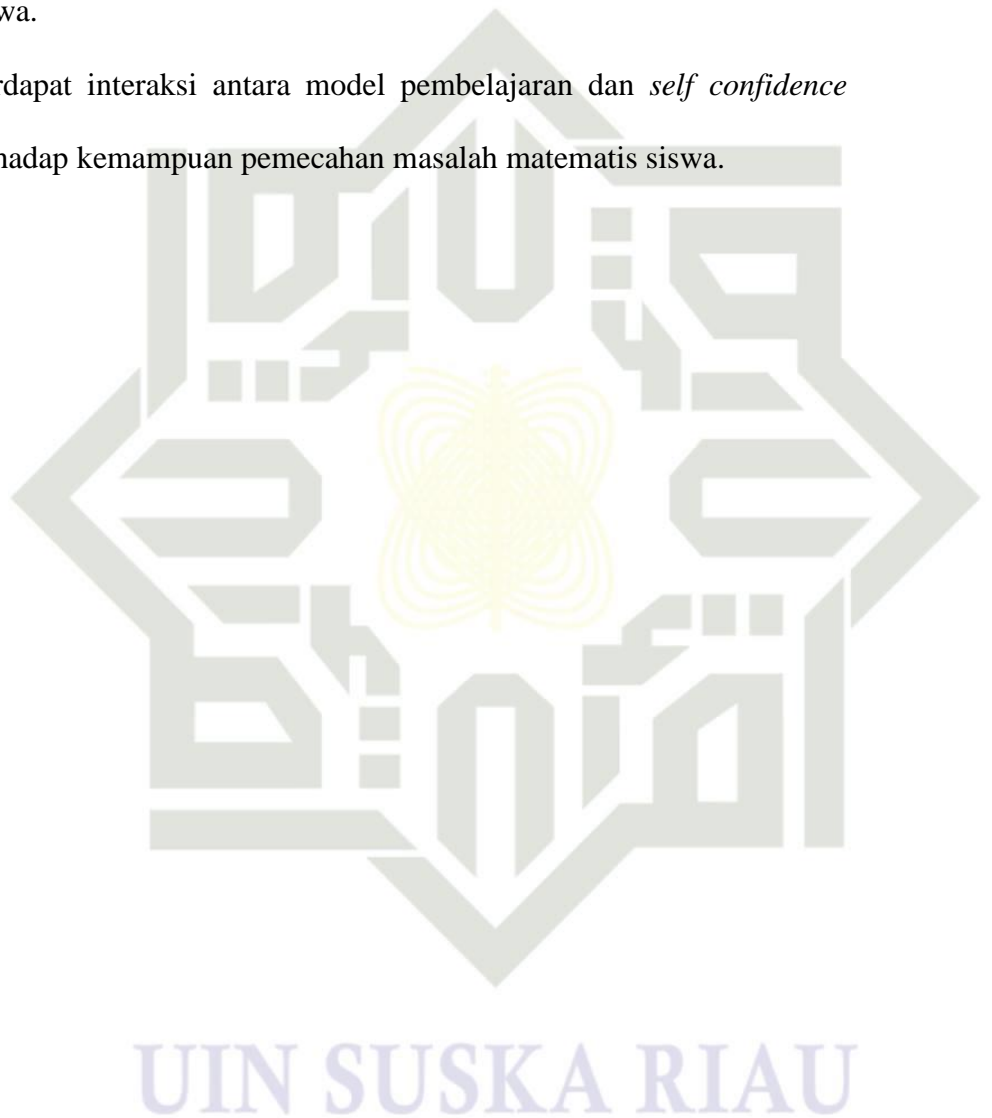 wa.
rdapat interaksi antara model pembelajaran dan self confidence
hadap kemampuan pemecahan masalah matematis siswa.
UIN SUSKA RIAU